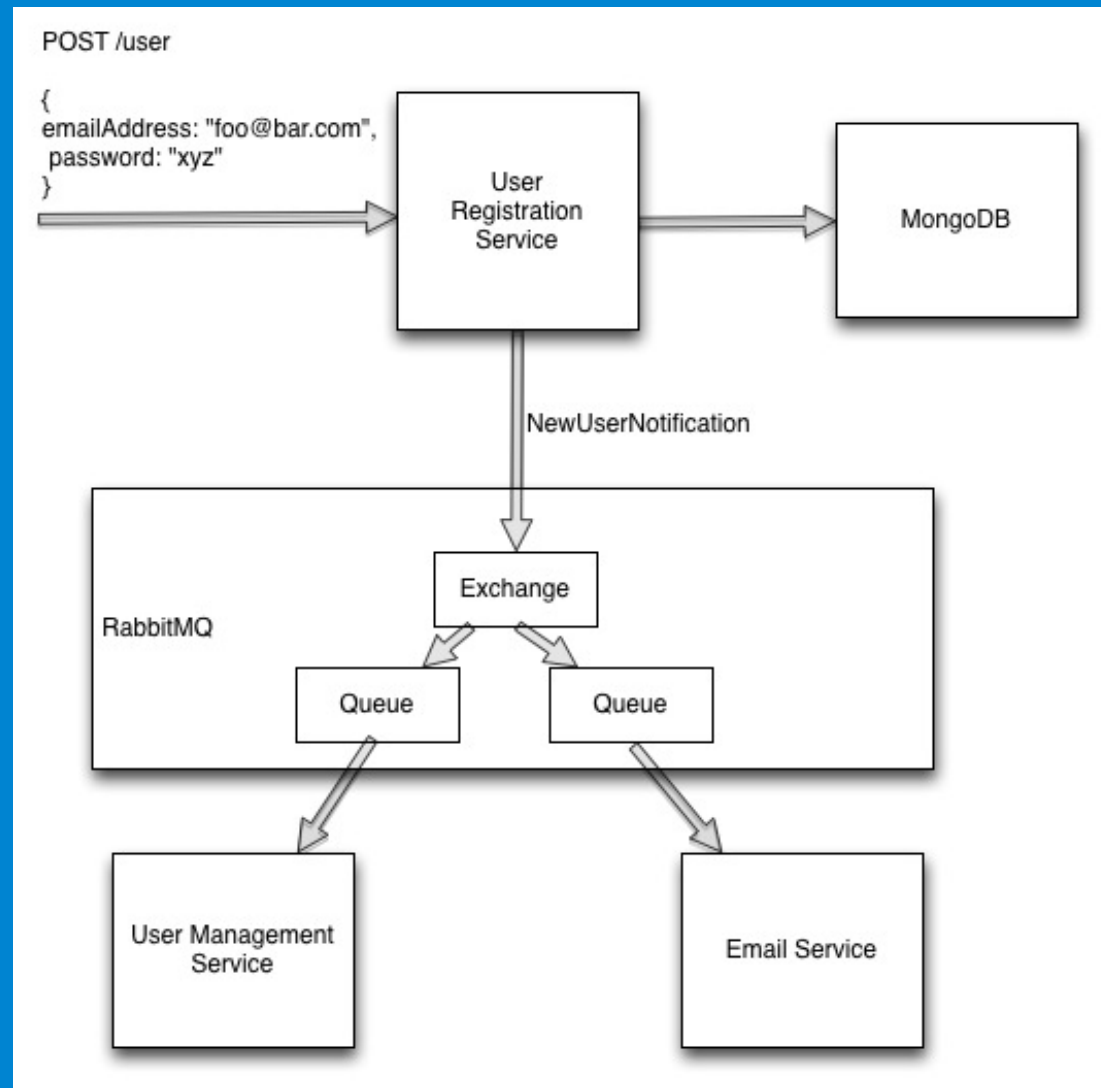 POST /user
{
emailAddress: "foo@bar.com",
password: "xyz"
}
User
Registration
Service
MongoDB
NewUserNotification
Exchange
RabbitMQ
Queue
Queue
User Management
Service
Email Service